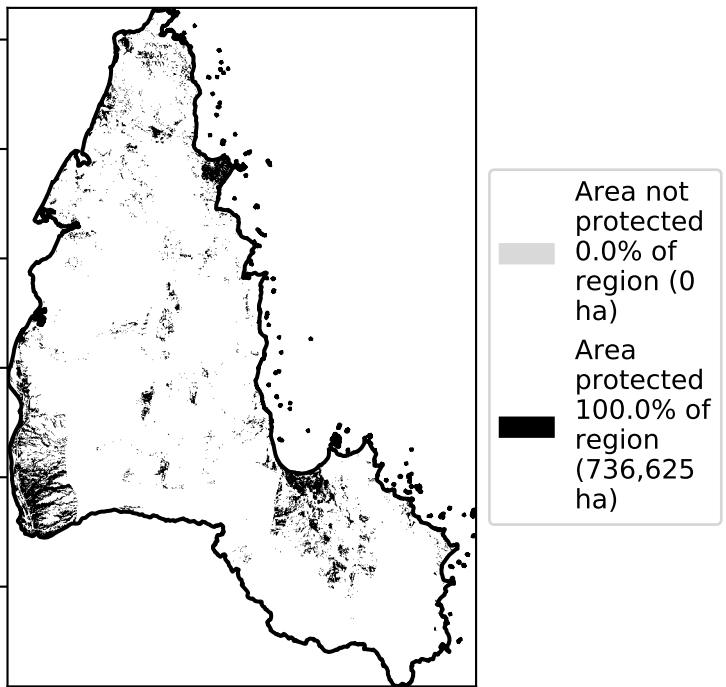 Area not
protected
0.0% of
region (0
ha)
Area
protected
100.0% of
region
(736,625
ha)